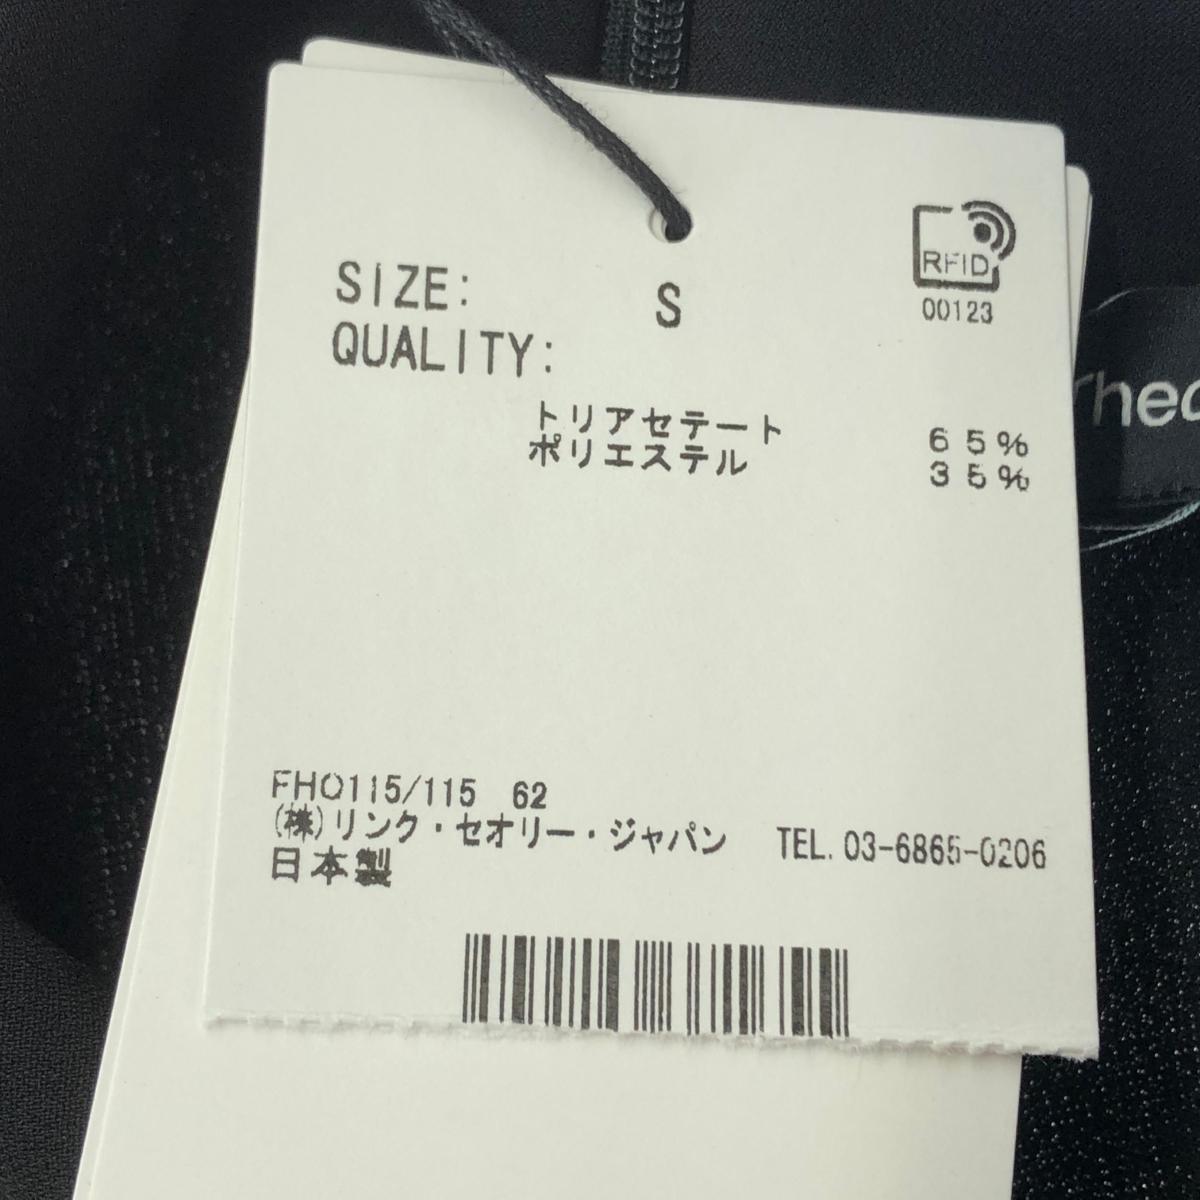 RFID
00123
SIZE: S
QUALITY:
トリアセテート 65%
ポリエステル 35%
FHO115/115 62
(株)リンク・セオリー・ジャパン TEL. 03-6865-0206
日本製